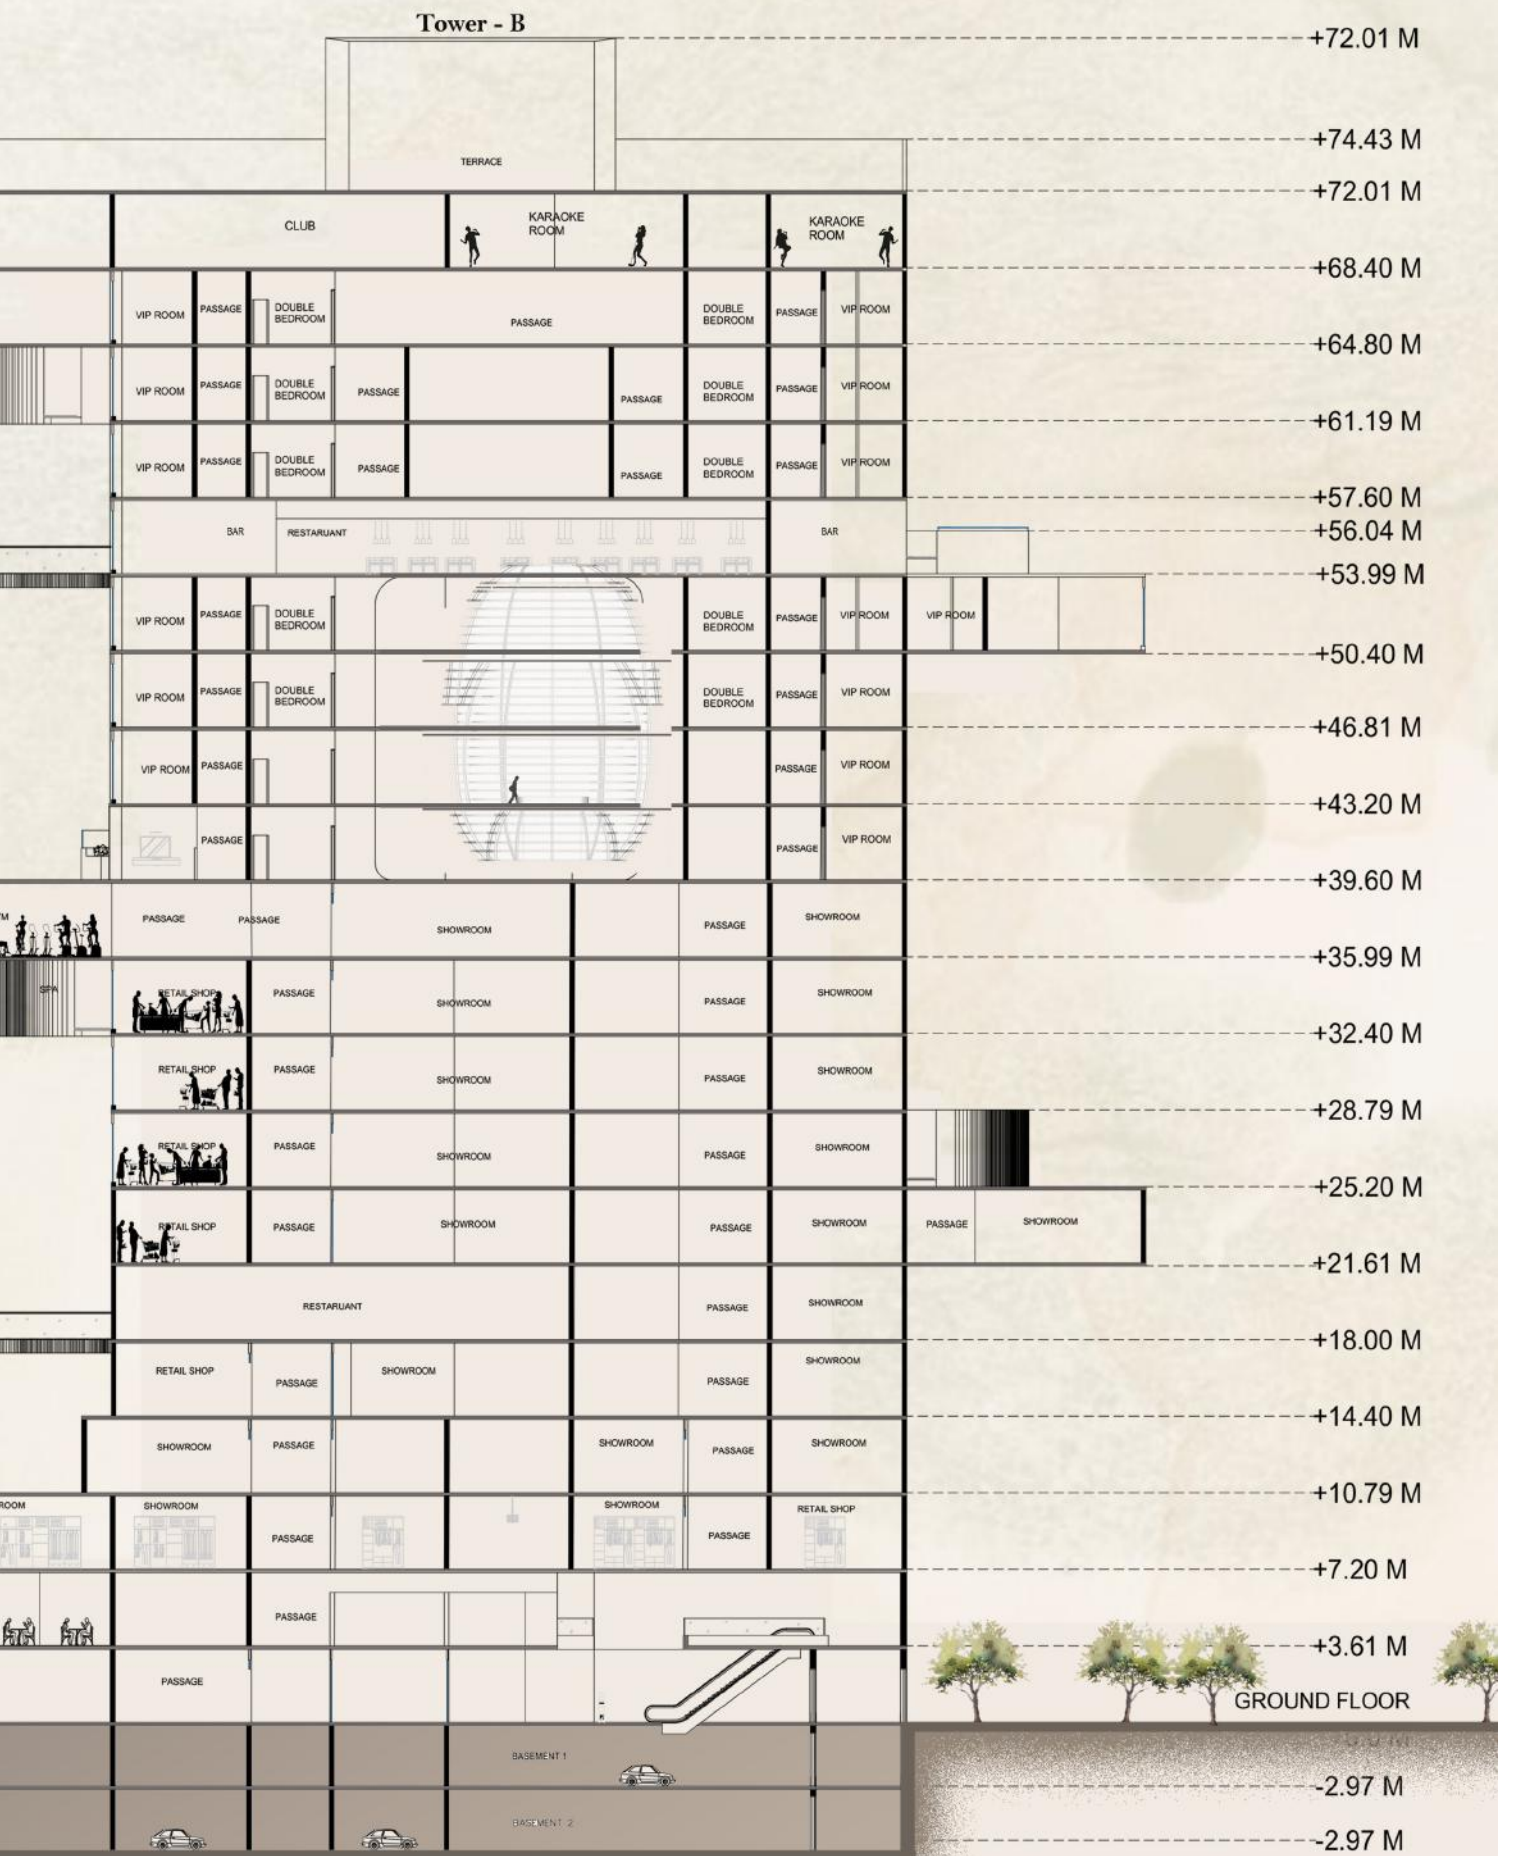 Tower - B
+72.01 M
+74.43 M
TERRACE
+72.01 M
CLUB
KARAOKE
ROOM
KARAOKE
ROOM
+68.40 M
VIP ROOM
PASSAGE
DOUBLE
BEDROOM
PASSAGE
DOUBLE
BEDROOM
PASSAGE
VIP ROOM
+64.80 M
VIP ROOM
PASSAGE
DOUBLE
BEDROOM
PASSAGE
PASSAGE
DOUBLE
BEDROOM
PASSAGE
VIP ROOM
+61.19 M
VIP ROOM
PASSAGE
DOUBLE
BEDROOM
PASSAGE
PASSAGE
DOUBLE
BEDROOM
PASSAGE
VIP ROOM
+57.60 M
BAR
RESTARUANT
BAR
+56.04 M
+53.99 M
VIP ROOM
PASSAGE
DOUBLE
BEDROOM
DOUBLE
BEDROOM
PASSAGE
VIP ROOM
VIP ROOM
+50.40 M
VIP ROOM
PASSAGE
DOUBLE
BEDROOM
DOUBLE
BEDROOM
PASSAGE
VIP ROOM
+46.81 M
VIP ROOM
PASSAGE
PASSAGE
VIP ROOM
+43.20 M
PASSAGE
PASSAGE
VIP ROOM
+39.60 M
PASSAGE
PASSAGE
SHOWROOM
PASSAGE
SHOWROOM
+35.99 M
SPA
RETAIL SHOP
PASSAGE
SHOWROOM
PASSAGE
SHOWROOM
+32.40 M
RETAIL SHOP
PASSAGE
SHOWROOM
PASSAGE
SHOWROOM
+28.79 M
RETAIL SHOP
PASSAGE
SHOWROOM
PASSAGE
SHOWROOM
+25.20 M
RETAIL SHOP
PASSAGE
SHOWROOM
PASSAGE
SHOWROOM
PASSAGE
SHOWROOM
+21.61 M
RESTARUANT
PASSAGE
SHOWROOM
+18.00 M
RETAIL SHOP
PASSAGE
SHOWROOM
PASSAGE
SHOWROOM
+14.40 M
SHOWROOM
PASSAGE
SHOWROOM
PASSAGE
SHOWROOM
+10.79 M
ROOM
SHOWROOM
PASSAGE
SHOWROOM
PASSAGE
RETAIL SHOP
+7.20 M
PASSAGE
+3.61 M
PASSAGE
GROUND FLOOR
BASEMENT 1
-2.97 M
BASEMENT 2
-2.97 M